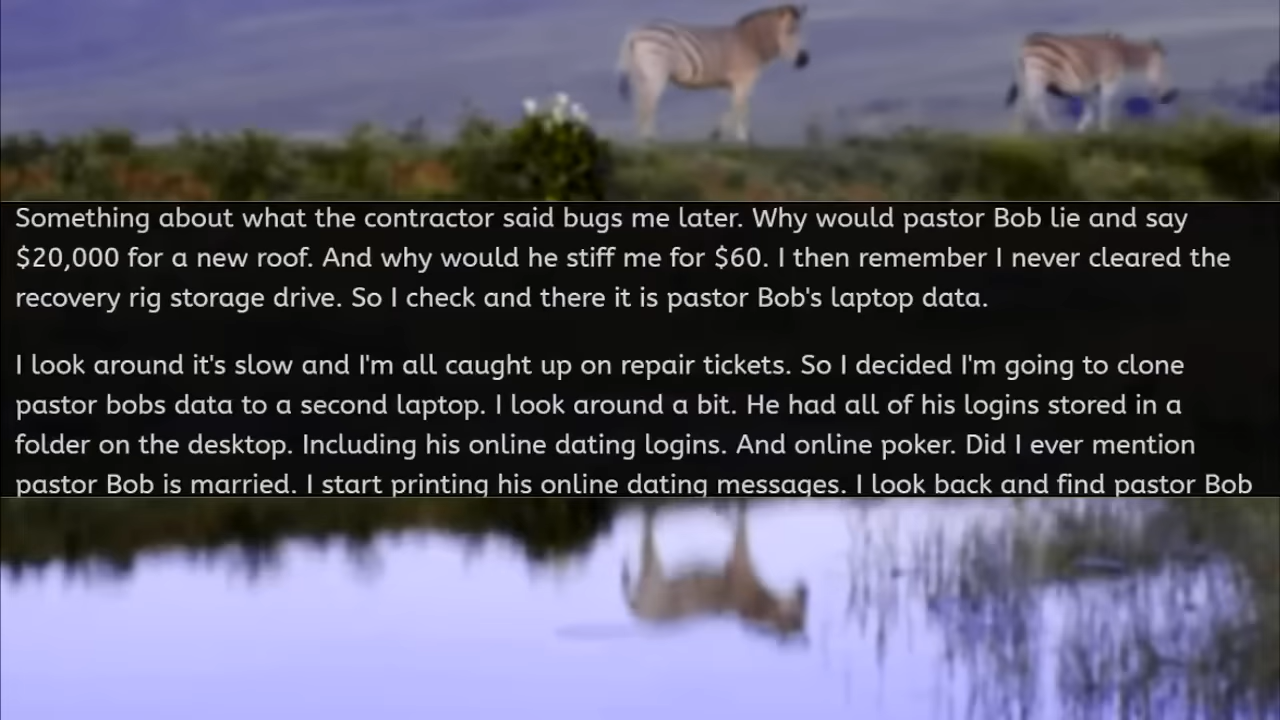 Something about what the contractor said bugs me later. Why would pastor Bob lie and say
$20,000 for a new roof. And why would he stiff me for $60. I then remember I never cleared the
recovery rig storage drive. So I check and there it is pastor Bob's laptop data.
I look around it's slow and I'm all caught up on repair tickets. So I decided I'm going to clone
pastor bobs data to a second laptop. I look around a bit. He had all of his logins stored in a
folder on the desktop. Including his online dating logins. And online poker. Did I ever mention
pastor Bob is married. I start printing his online dating messages. I look back and find pastor Bob